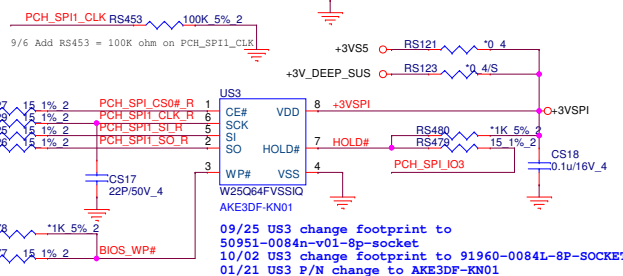 PCH_SPI1_CLK RS453 100K_5%_2
9/6 Add RS453 = 100K ohm on PCH_SPI1_CLK
+3VS5 RS121 *0_4
+3V_DEEP_SUS RS123 *0_4/S
US3
15_1%_2 PCH_SPI_CS0#_R 1 CE# VDD 8 +3VSPI +3VSPI
15_1%_2 PCH_SPI1_CLK_R 6 SCK
15_1%_2 PCH_SPI1_SI_R 5 SI
15_1%_2 PCH_SPI1_SO_R 2 SO HOLD# 7 HOLD# RS480 *1K_5%_2
RS479 15_1%_2
3 WP# VSS 4 PCH_SPI_IO3
CS17
22P/50V_4
CS18
0.1u/16V_4
W25Q64FVSSIQ
AKE3DF-KN01
*1K_5%_2
15_1%_2 BIOS_WP#
09/25 US3 change footprint to
50951-0084n-v01-8p-socket
10/02 US3 change footprint to 91960-0084L-8P-SOCKET
01/21 US3 P/N change to AKE3DF-KN01